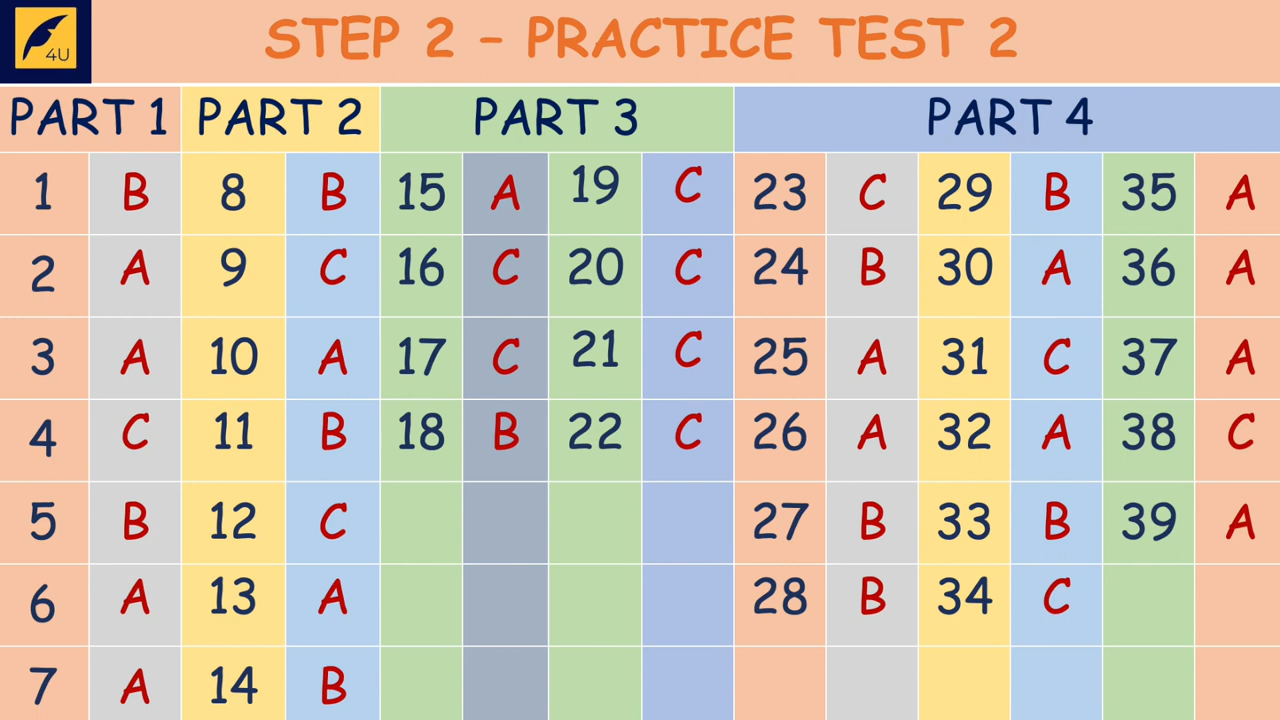 4U
STEP 2 – PRACTICE TEST 2
PART 1 PART 2 PART 3 PART 4
1 B 8 B 15 A 19 C 23 C 29 B 35 A
2 A 9 C 16 C 20 C 24 B 30 A 36 A
3 A 10 A 17 C 21 C 25 A 31 C 37 A
4 C 11 B 18 B 22 C 26 A 32 A 38 C
5 B 12 C 27 B 33 B 39 A
6 A 13 A 28 B 34 C
7 A 14 B